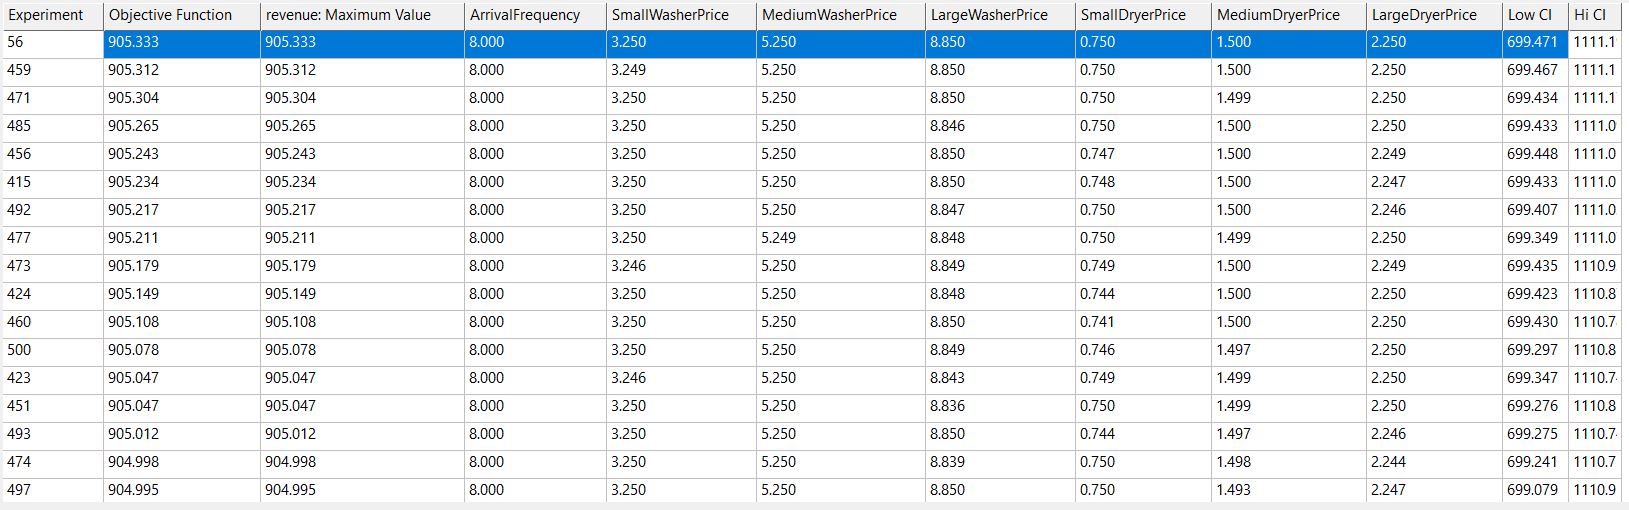 Experiment Objective Function revenue: Maximum Value ArrivalFrequency SmallWasherPrice MediumWasherPrice LargeWasherPrice SmallDryerPrice MediumDryerPrice LargeDryerPrice Low CI Hi CI
56 905.333 905.333 8.000 3.250 5.250 8.850 0.750 1.500 2.250 699.471 1111.1
459 905.312 905.312 8.000 3.249 5.250 8.850 0.750 1.500 2.250 699.467 1111.1
471 905.304 905.304 8.000 3.250 5.250 8.850 0.750 1.499 2.250 699.434 1111.1
485 905.265 905.265 8.000 3.250 5.250 8.846 0.750 1.500 2.250 699.433 1111.0
456 905.243 905.243 8.000 3.250 5.250 8.850 0.747 1.500 2.249 699.448 1111.0
415 905.234 905.234 8.000 3.250 5.250 8.850 0.748 1.500 2.247 699.433 1111.0
492 905.217 905.217 8.000 3.250 5.250 8.847 0.750 1.500 2.246 699.407 1111.0
477 905.211 905.211 8.000 3.250 5.249 8.848 0.750 1.499 2.250 699.349 1111.0
473 905.179 905.179 8.000 3.246 5.250 8.849 0.749 1.500 2.249 699.435 1110.9
424 905.149 905.149 8.000 3.250 5.250 8.848 0.744 1.500 2.250 699.423 1110.8
460 905.108 905.108 8.000 3.250 5.250 8.850 0.741 1.500 2.250 699.430 1110.7
500 905.078 905.078 8.000 3.250 5.250 8.849 0.746 1.497 2.250 699.297 1110.8
423 905.047 905.047 8.000 3.246 5.250 8.843 0.749 1.499 2.250 699.347 1110.7
451 905.047 905.047 8.000 3.250 5.250 8.836 0.750 1.499 2.250 699.276 1110.8
493 905.012 905.012 8.000 3.250 5.250 8.850 0.744 1.497 2.246 699.275 1110.7
474 904.998 904.998 8.000 3.250 5.250 8.839 0.750 1.498 2.244 699.241 1110.7
497 904.995 904.995 8.000 3.250 5.250 8.850 0.750 1.493 2.247 699.079 1110.9